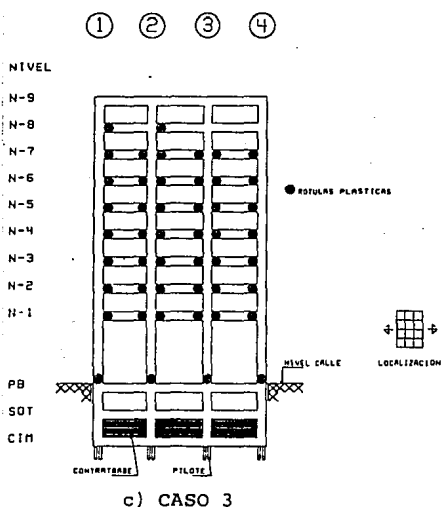 1 2 3 4
NIVEL
N-9
N-8
N-7
N-6
N-5
N-4
N-3
N-2
N-1
ROTULAS PLASTICAS
LOCALIZACION
NIVEL CALLE
PB
SOT
CIM
CONTRATRABE
PILOTE
c) CASO 3